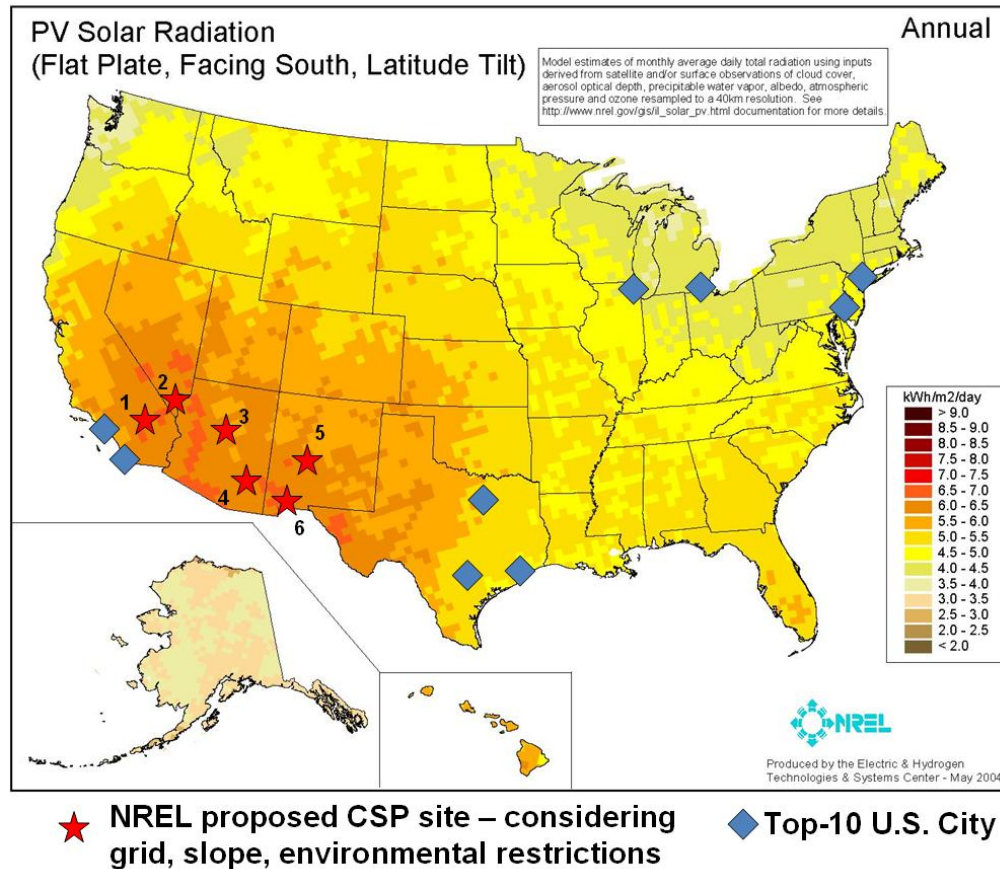 PV Solar Radiation
(Flat Plate, Facing South, Latitude Tilt)
Annual
Model estimates of monthly average daily total radiation using inputs
derived from satellite and/or surface observations of cloud cover,
aerosol optical depth, precipitable water vapor, albedo, atmospheric
pressure and ozone resampled to a 40km resolution. See
http://www.nrel.gov/gis/il_solar_pv.html documentation for more details.
1
2
3
4
5
6
kWh/m2/day
> 9.0
8.5 - 9.0
8.0 - 8.5
7.5 - 8.0
7.0 - 7.5
6.5 - 7.0
6.0 - 6.5
5.5 - 6.0
5.0 - 5.5
4.5 - 5.0
4.0 - 4.5
3.5 - 4.0
3.0 - 3.5
2.5 - 3.0
2.0 - 2.5
< 2.0
NREL
Produced by the Electric & Hydrogen
Technologies & Systems Center - May 2004
NREL proposed CSP site – considering
grid, slope, environmental restrictions
Top-10 U.S. City